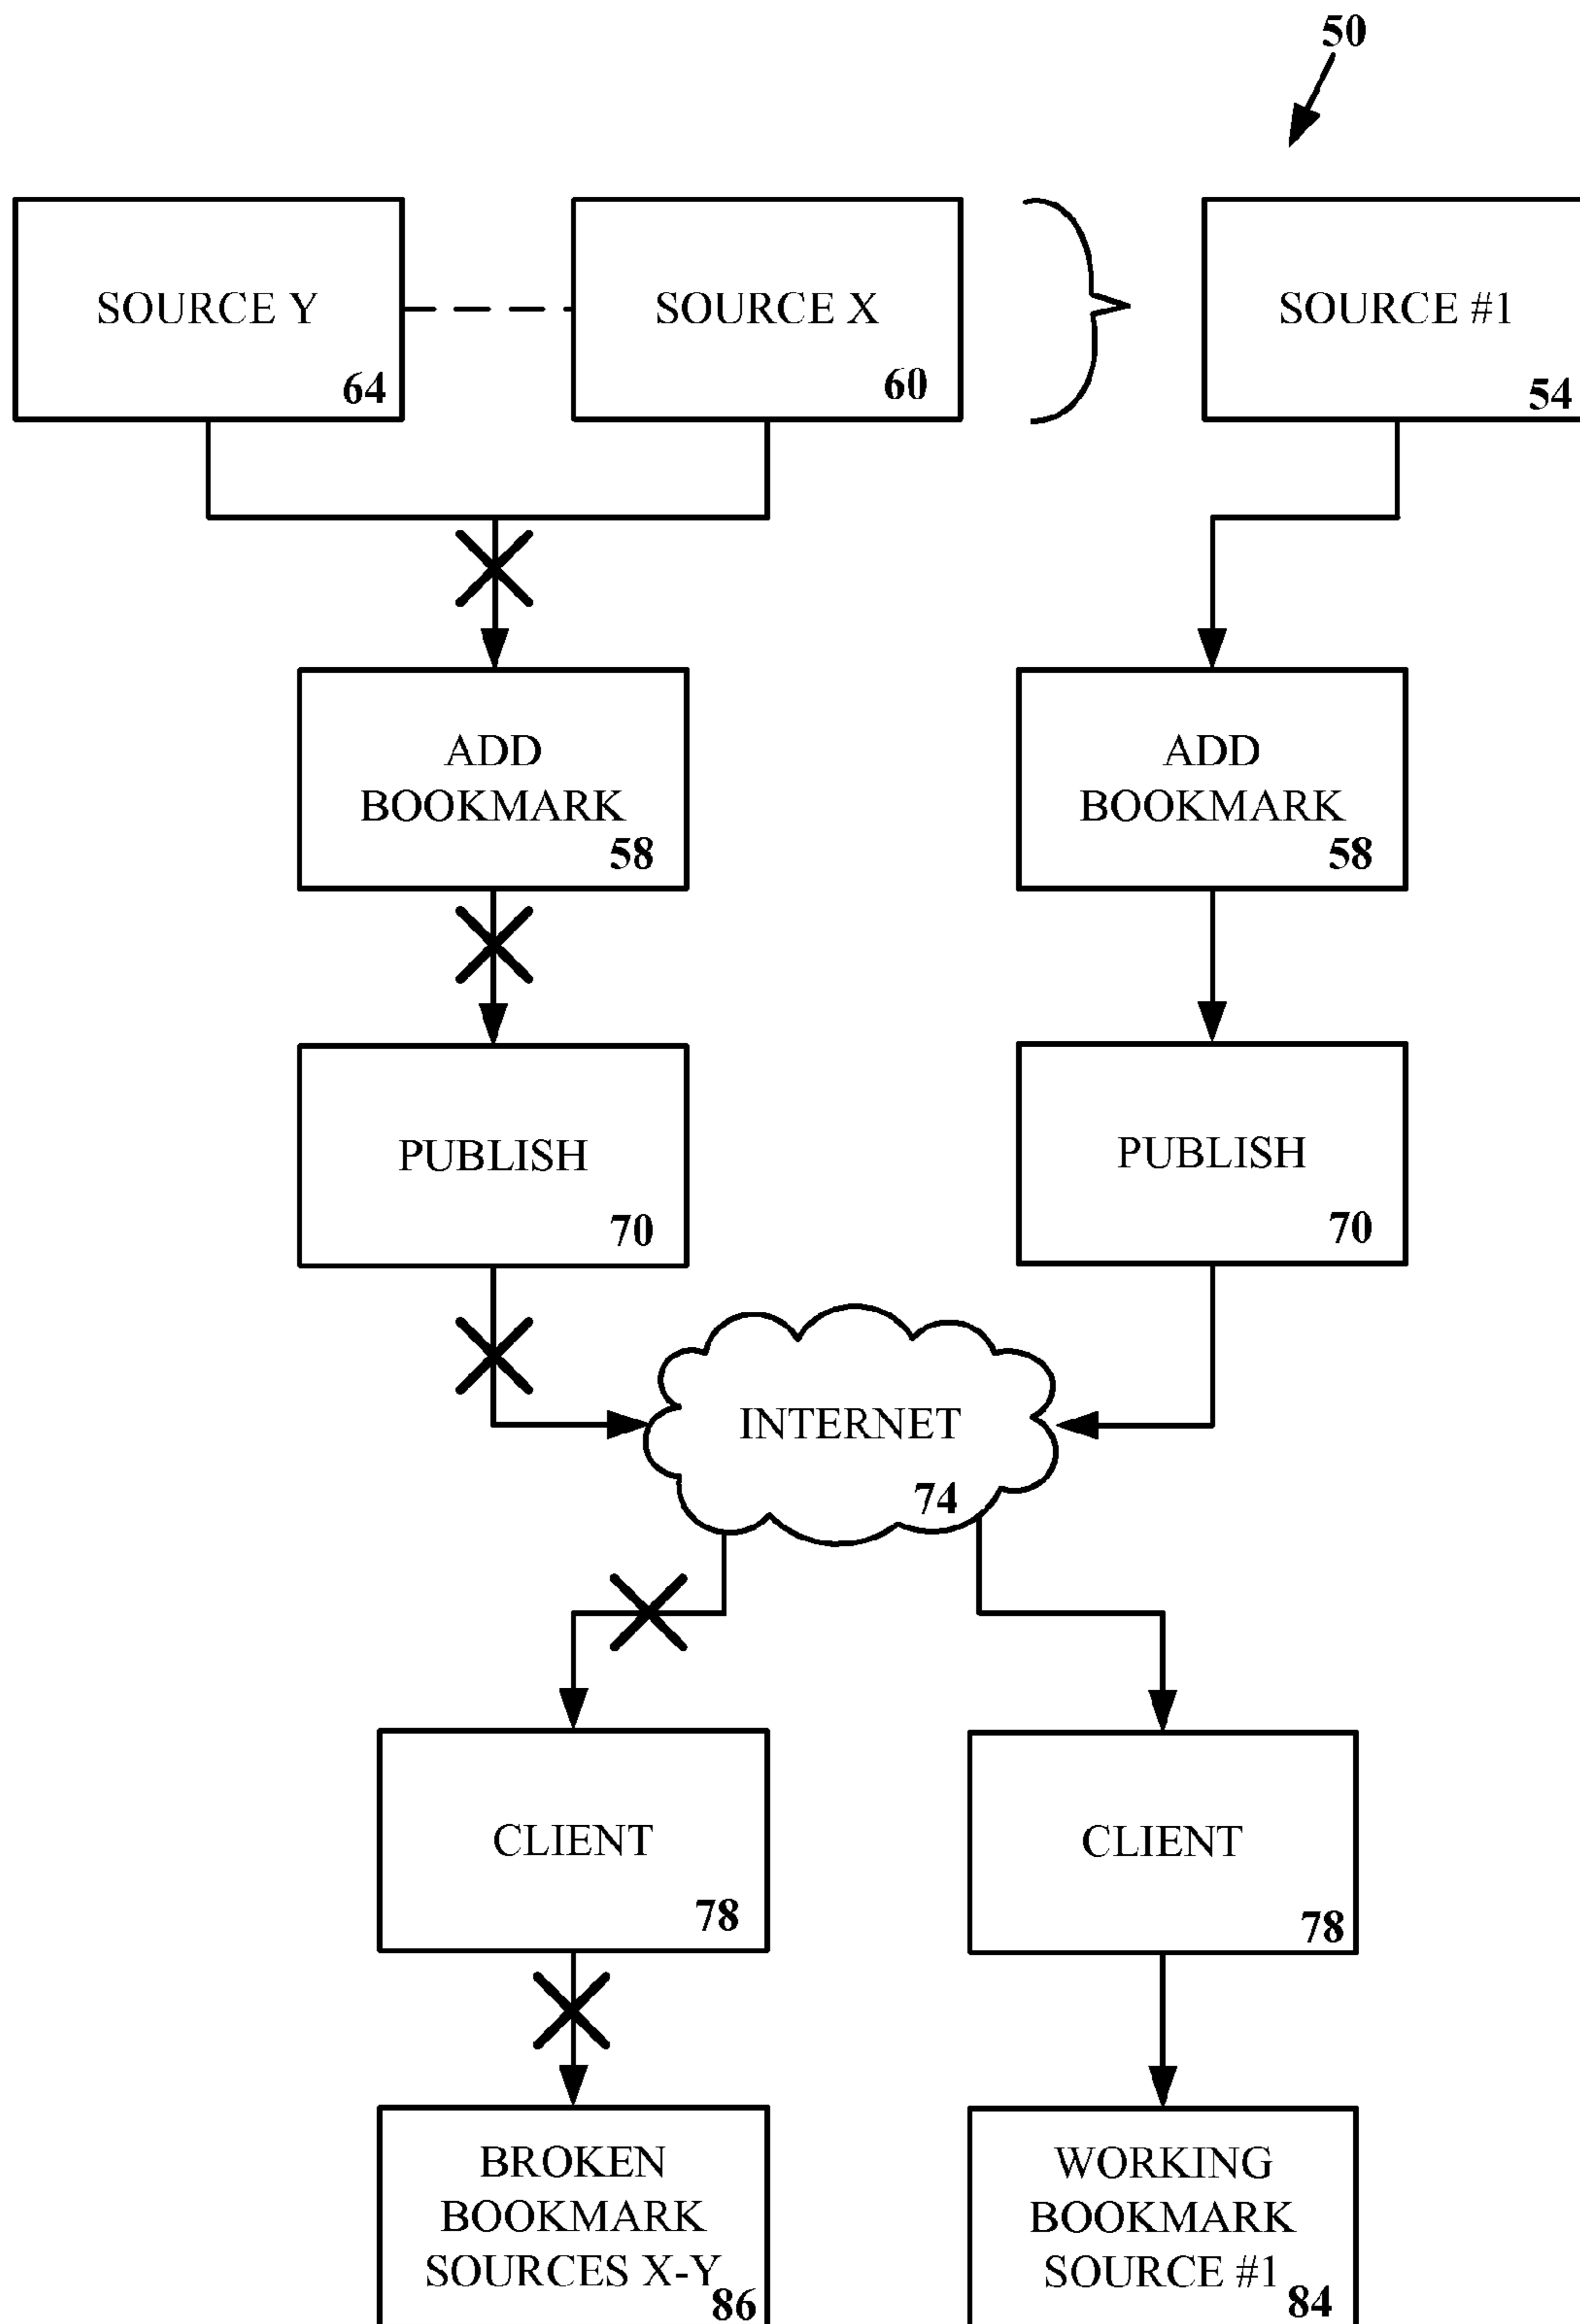 50
SOURCE Y
64
SOURCE X
60
SOURCE #1
54
ADD
BOOKMARK
58
ADD
BOOKMARK
58
PUBLISH
70
PUBLISH
70
INTERNET
74
CLIENT
78
CLIENT
78
BROKEN
BOOKMARK
SOURCES X-Y
86
WORKING
BOOKMARK
SOURCE #1
84